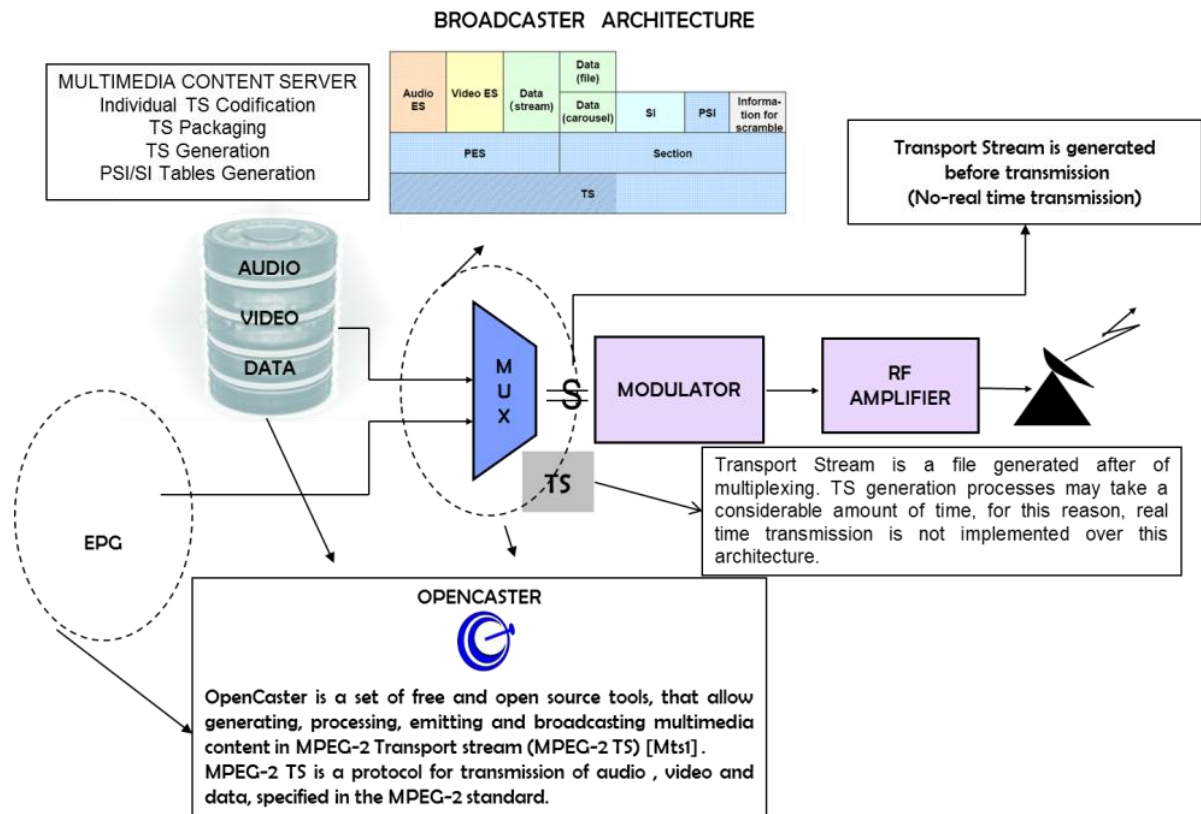 BROADCASTER ARCHITECTURE
MULTIMEDIA CONTENT SERVER
Individual TS Codification
TS Packaging
TS Generation
PSI/SI Tables Generation
Audio
ES
Video ES
Data
(stream)
Data
(file)
Data
(carousel)
SI
PSI
Informa-
tion for
scramble
PES
Section
TS
Transport Stream is generated
before transmission
(No-real time transmission)
AUDIO
VIDEO
DATA
M
U
X
S
MODULATOR
RF
AMPLIFIER
TS
Transport Stream is a file generated after of
multiplexing. TS generation processes may take a
considerable amount of time, for this reason, real
time transmission is not implemented over this
architecture.
EPG
OPENCASTER
OpenCaster is a set of free and open source tools, that allow
generating, processing, emitting and broadcasting multimedia
content in MPEG-2 Transport stream (MPEG-2 TS) [Mts1] .
MPEG-2 TS is a protocol for transmission of audio , video and
data, specified in the MPEG-2 standard.